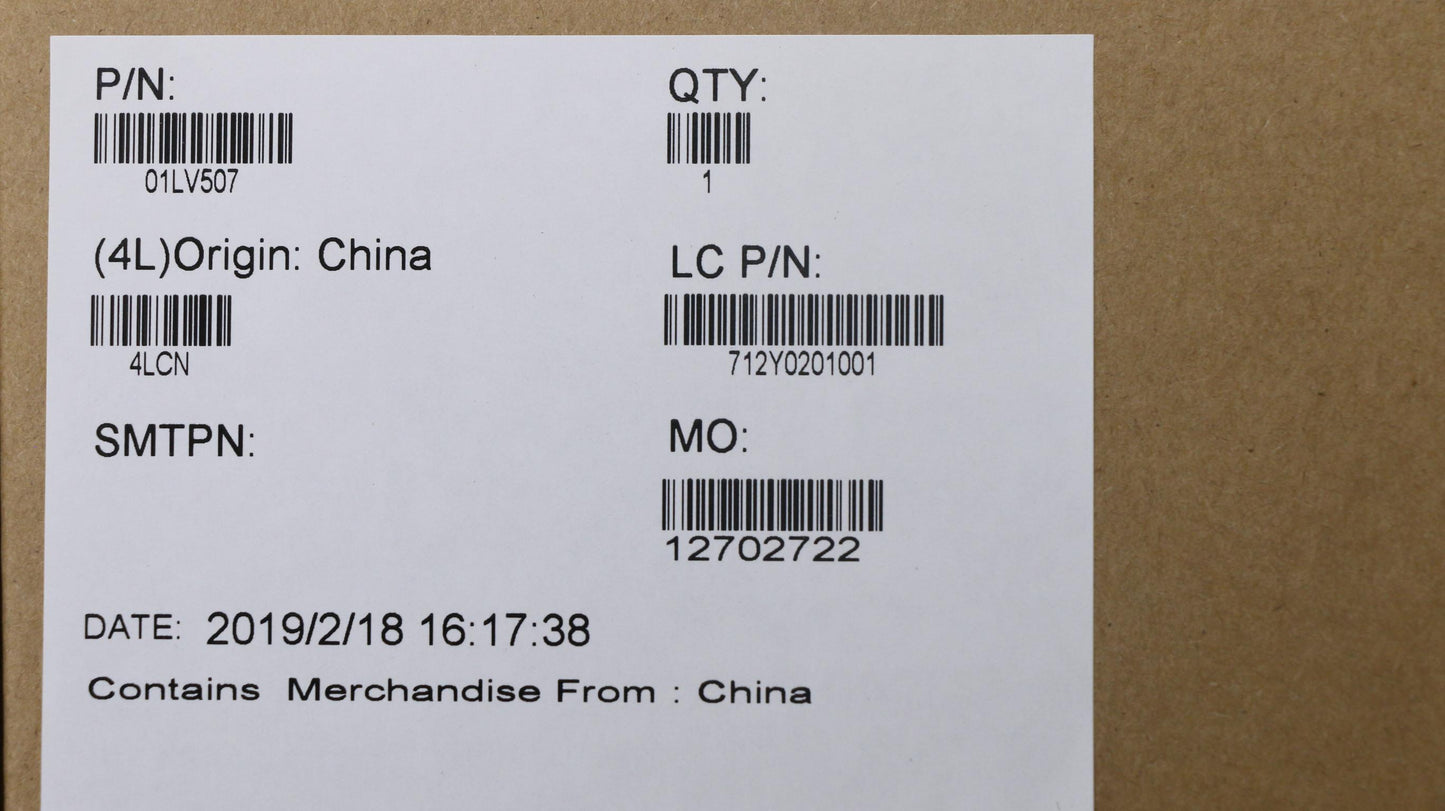 P/N:
QTY:
01LV507
1
(4L)Origin: China
LC P/N:
4LCN
712Y0201001
SMTPN:
MO:
12702722
DATE: 2019/2/18 16:17:38
Contains Merchandise From : China